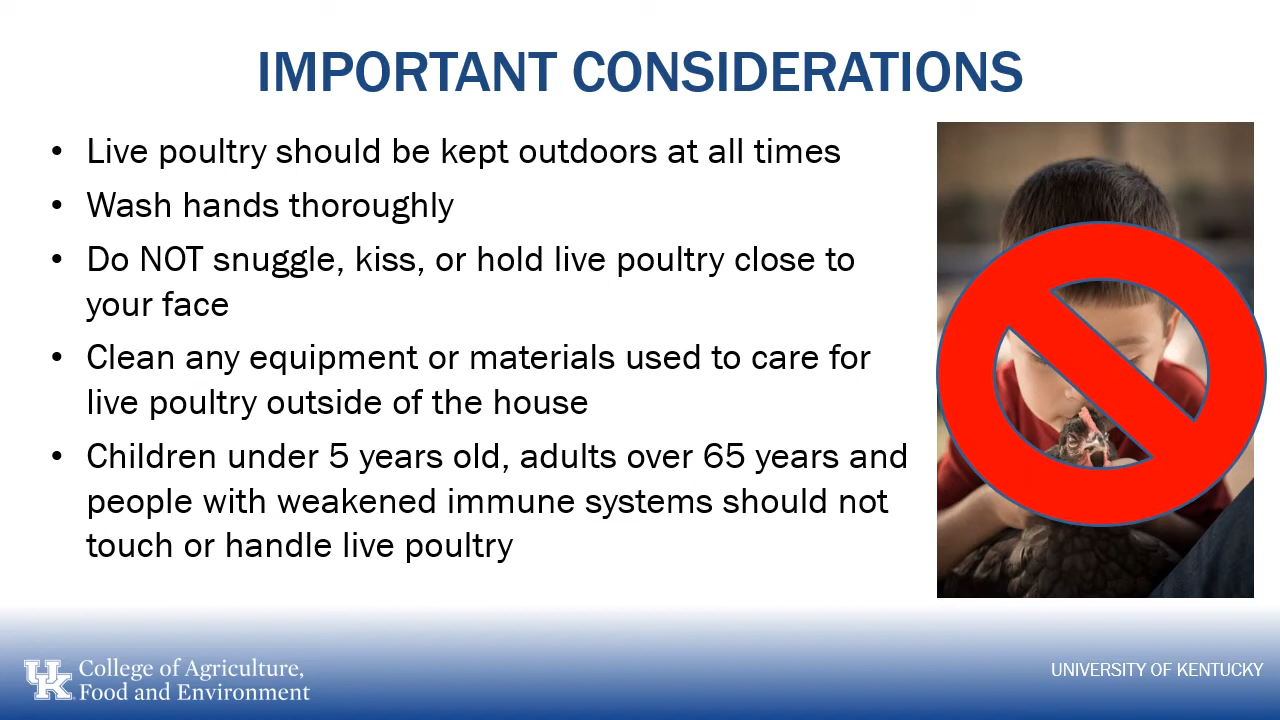 IMPORTANT CONSIDERATIONS
• Live poultry should be kept outdoors at all times
• Wash hands thoroughly
• Do NOT snuggle, kiss, or hold live poultry close to
your face
• Clean any equipment or materials used to care for
live poultry outside of the house
• Children under 5 years old, adults over 65 years and
people with weakened immune systems should not
touch or handle live poultry
UK College of Agriculture,
Food and Environment
UNIVERSITY OF KENTUCKY